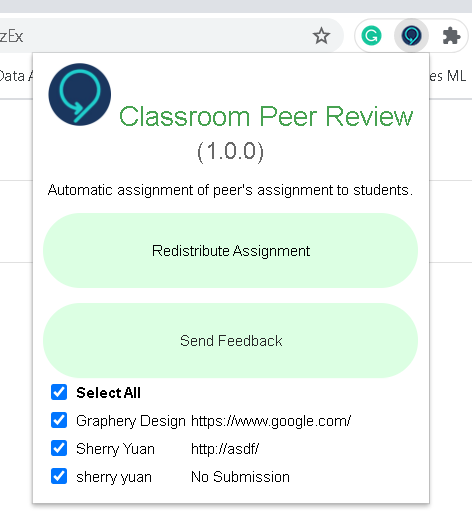 zEx
Data
es ML
Classroom Peer Review
(1.0.0)
Automatic assignment of peer's assignment to students.
Redistribute Assignment
Send Feedback
Select All
Graphery Design https://www.google.com/
Sherry Yuan http://asdf/
sherry yuan No Submission